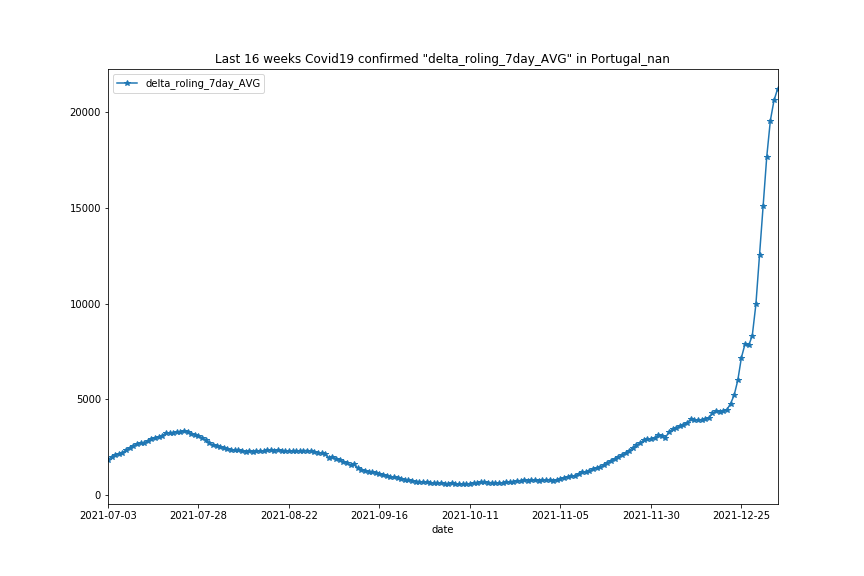 Last 16 weeks Covid19 confirmed "delta_roling_7day_AVG" in Portugal_nan
delta_roling_7day_AVG
20000
15000
10000
5000
0
2021-07-03 2021-07-28 2021-08-22 2021-09-16 2021-10-11 2021-11-05 2021-11-30 2021-12-25
date